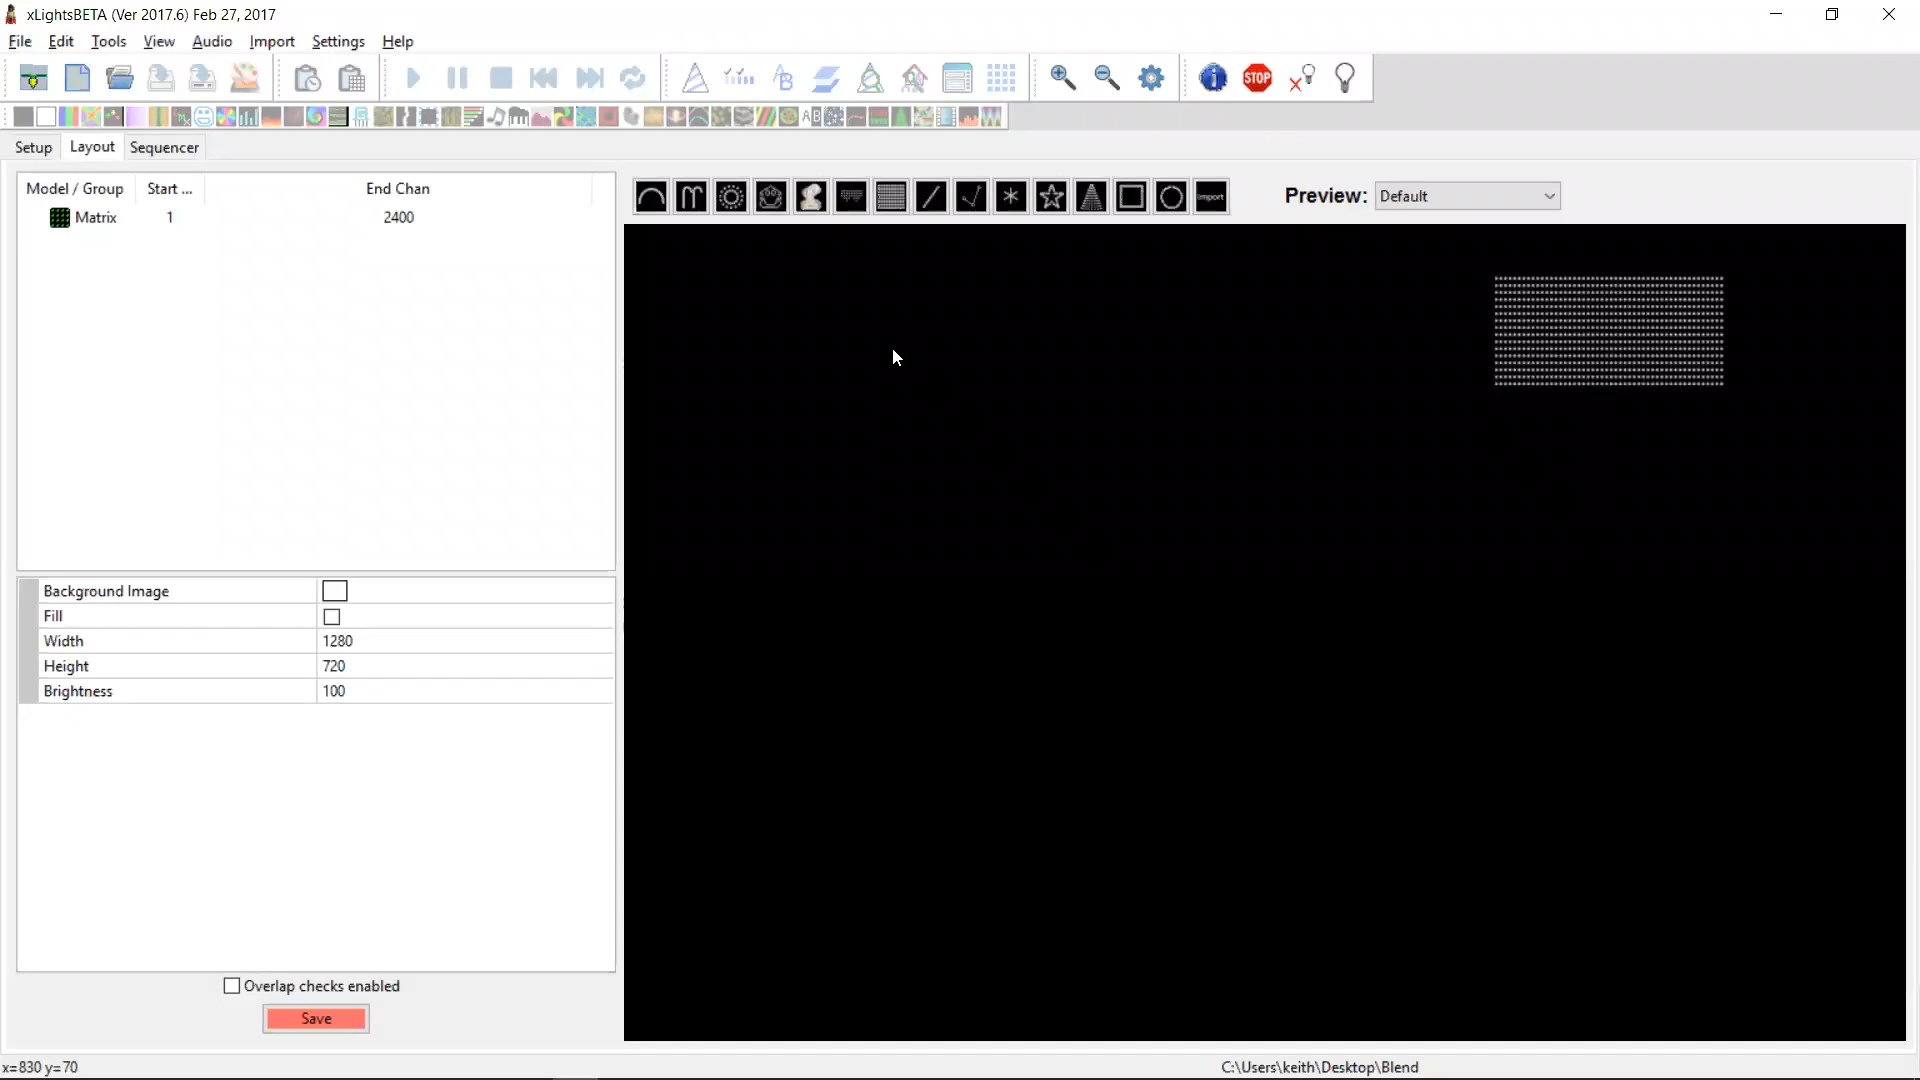 xLightsBETA (Ver 2017.6) Feb 27, 2017
File Edit Tools View Audio Import Settings Help
STOP
Setup Layout Sequencer
Model / Group Start ... End Chan
Matrix 1 2400
Import
Preview: Default
Background Image
Fill
Width 1280
Height 720
Brightness 100
Overlap checks enabled
Save
x=830 y=70
C:\Users\keith\Desktop\Blend